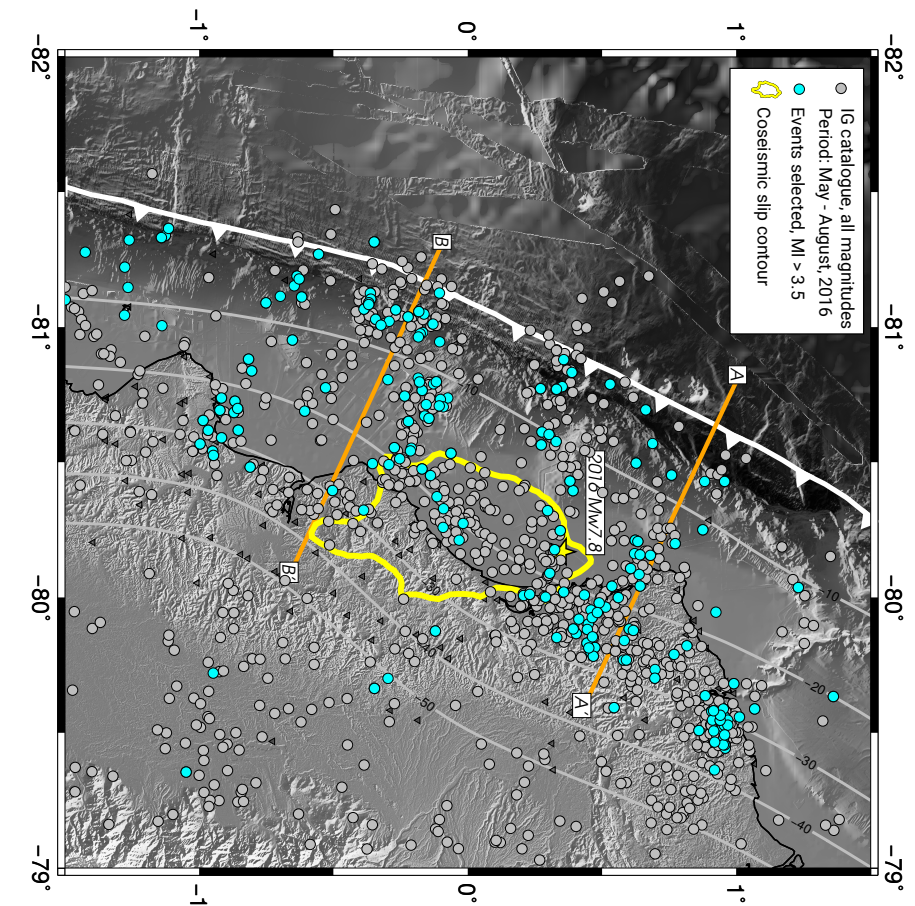 -82° -81° -80° -79°
IG catalogue, all magnitudes
Period: May - August, 2016
Events selected, Ml > 3.5
Coseismic slip contour
-10
-20
-30
-40
1° 1°
A
2016 Mw7.8
A'
0° 0°
B
-50
B'
-1° -1°
-82° -81° -80° -79°